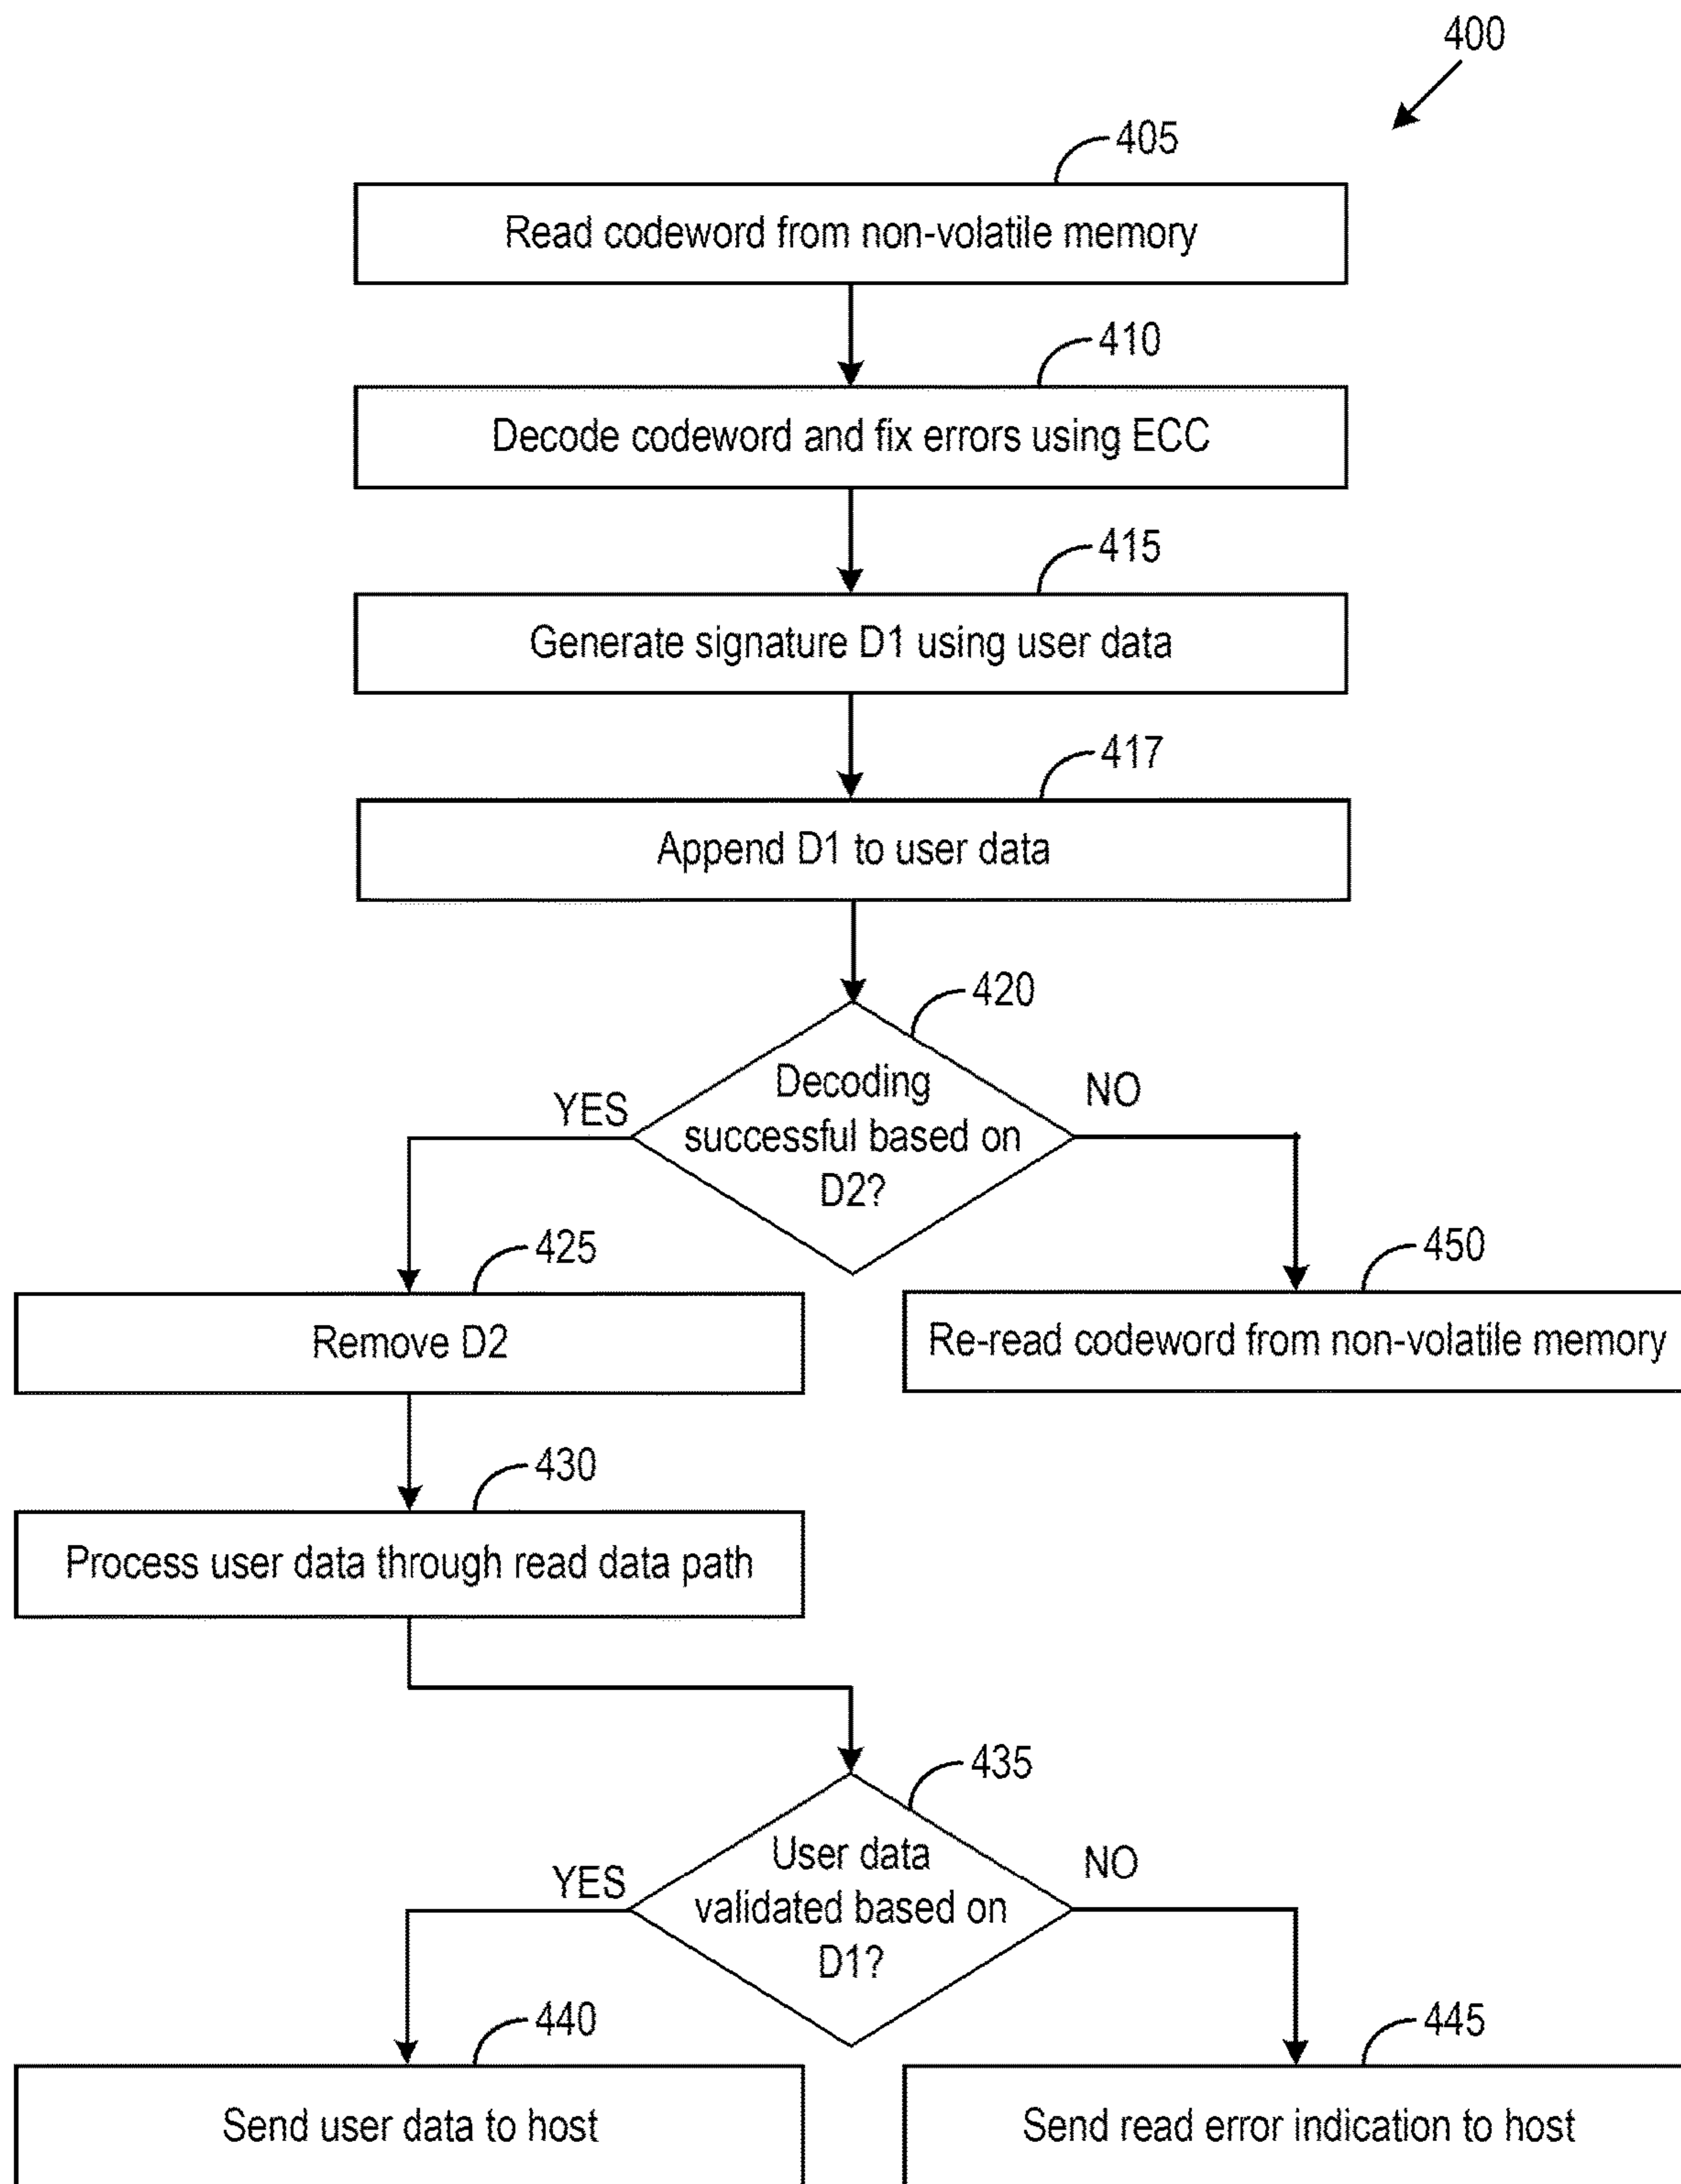 400
405
Read codeword from non-volatile memory
410
Decode codeword and fix errors using ECC
415
Generate signature D1 using user data
417
Append D1 to user data
420
Decoding
successful based on
D2?
YES
NO
425
Remove D2
450
Re-read codeword from non-volatile memory
430
Process user data through read data path
435
User data
validated based on
D1?
YES
NO
440
Send user data to host
445
Send read error indication to host